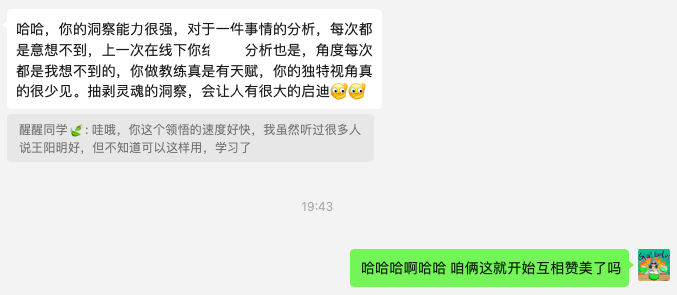 哈哈，你的洞察能力很强，对于一件事情的分析，每次都
是意想不到，上一次在线下你 分析也是，角度每次
都是我想不到的，你做教练真是有天赋，你的独特视角真
的很少见。抽剥灵魂的洞察，会让人有很大的启迪🫡🫡
醒醒同学🌿：哇哦，你这个领悟的速度好快，我虽然听过很多人
说王阳明好，但不知道可以这样用，学习了
19:43
哈哈哈啊哈哈 咱俩这就开始互相赞美了吗